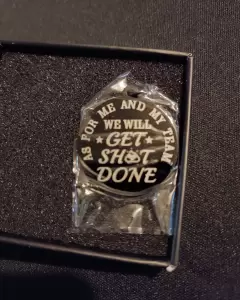 AS FOR ME AND MY TEAM
WE WILL
GET
SH💩T
DONE